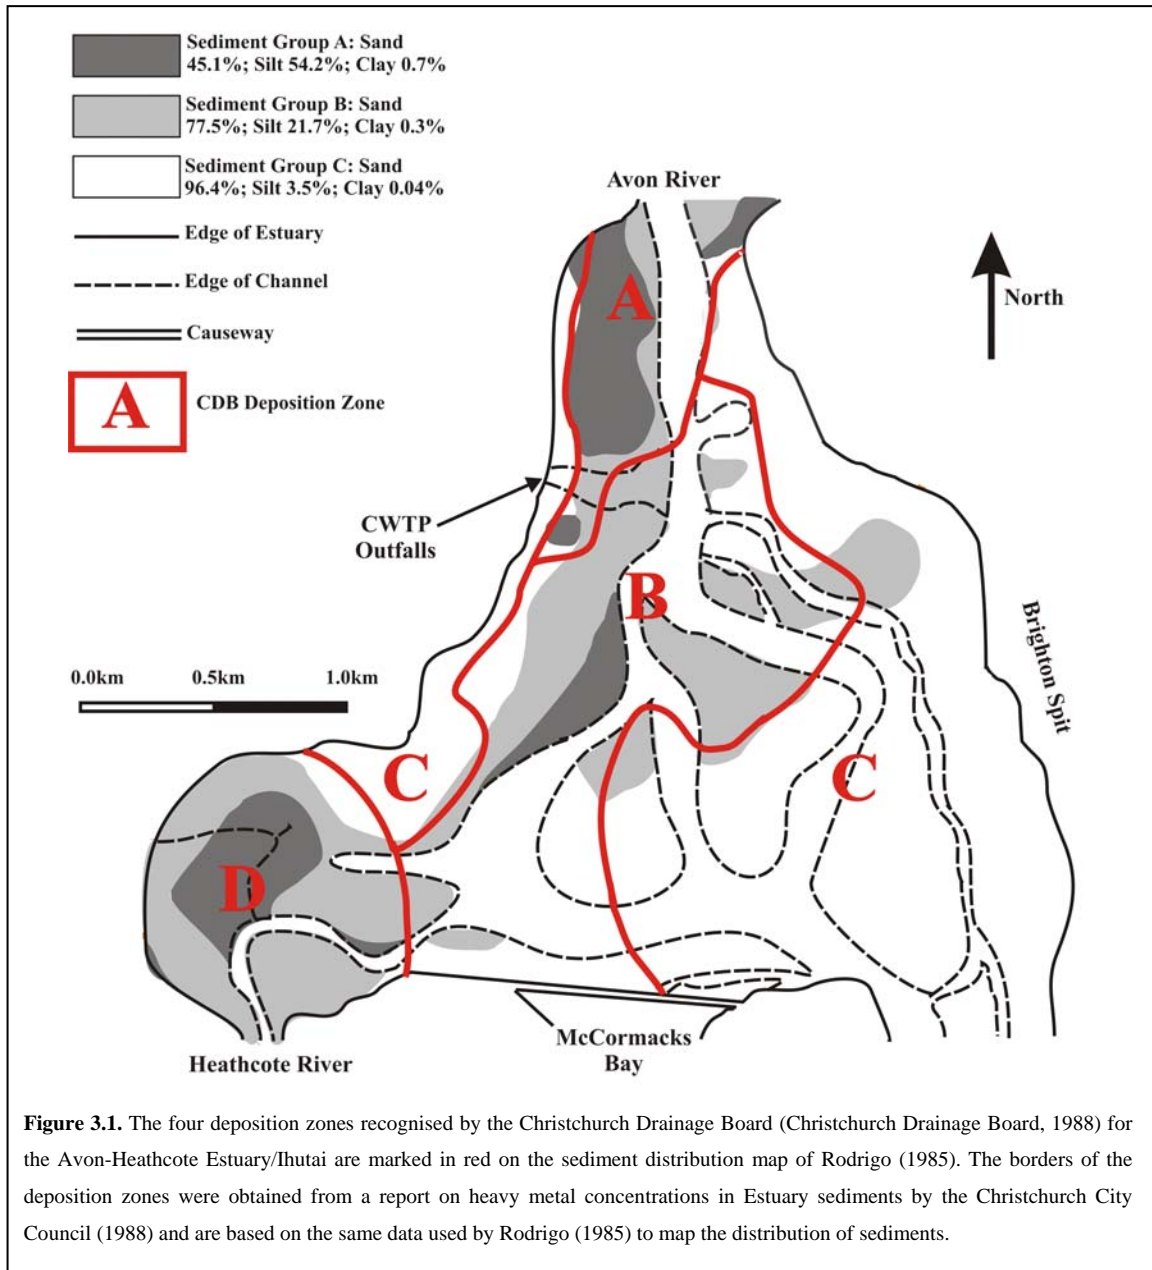 Sediment Group A: Sand
45.1%; Silt 54.2%; Clay 0.7%
Sediment Group B: Sand
77.5%; Silt 21.7%; Clay 0.3%
Sediment Group C: Sand
96.4%; Silt 3.5%; Clay 0.04%
Edge of Estuary
Edge of Channel
Causeway
A
CDB Deposition Zone
Avon River
North
A
CWTP
Outfalls
B
Brighton Spit
0.0km 0.5km 1.0km
C
C
D
McCormacks
Bay
Heathcote River
Figure 3.1. The four deposition zones recognised by the Christchurch Drainage Board (Christchurch Drainage Board, 1988) for
the Avon-Heathcote Estuary/Ihutai are marked in red on the sediment distribution map of Rodrigo (1985). The borders of the
deposition zones were obtained from a report on heavy metal concentrations in Estuary sediments by the Christchurch City
Council (1988) and are based on the same data used by Rodrigo (1985) to map the distribution of sediments.